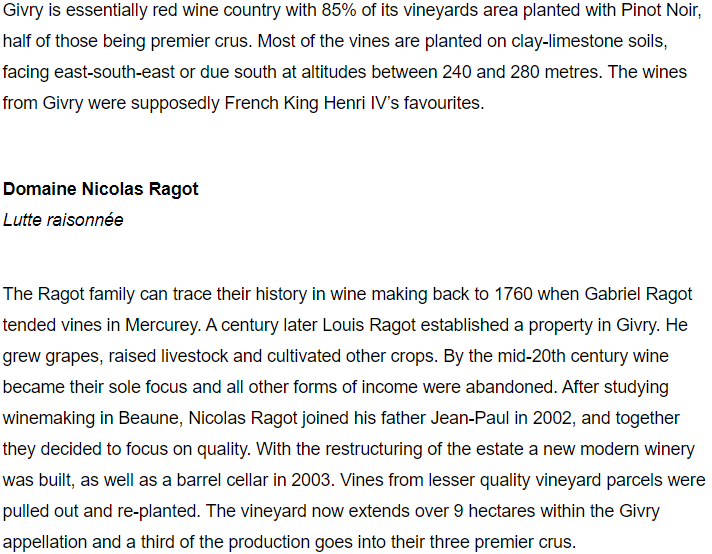 Givry is essentially red wine country with 85% of its vineyards area planted with Pinot Noir,
half of those being premier crus. Most of the vines are planted on clay-limestone soils,
facing east-south-east or due south at altitudes between 240 and 280 metres. The wines
from Givry were supposedly French King Henri IV's favourites.
Domaine Nicolas Ragot
Lutte raisonnée
The Ragot family can trace their history in wine making back to 1760 when Gabriel Ragot
tended vines in Mercurey. A century later Louis Ragot established a property in Givry. He
grew grapes, raised livestock and cultivated other crops. By the mid-20th century wine
became their sole focus and all other forms of income were abandoned. After studying
winemaking in Beaune, Nicolas Ragot joined his father Jean-Paul in 2002, and together
they decided to focus on quality. With the restructuring of the estate a new modern winery
was built, as well as a barrel cellar in 2003. Vines from lesser quality vineyard parcels were
pulled out and re-planted. The vineyard now extends over 9 hectares within the Givry
appellation and a third of the production goes into their three premier crus.